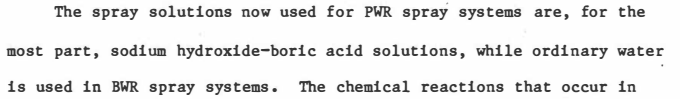 The spray solutions now used for PWR spray systems are, for the
most part, sodium hydroxide-boric acid solutions, while ordinary water
is used in BWR spray systems. The chemical reactions that occur in